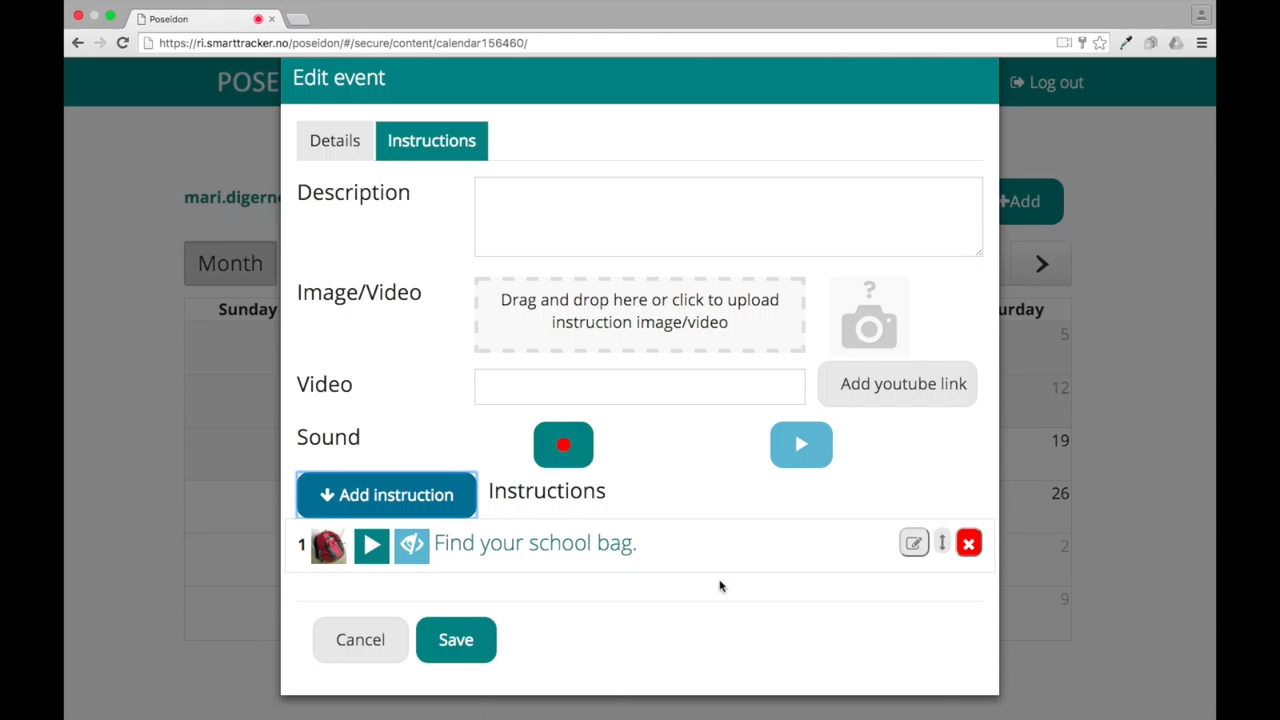 Poseidon
https://ri.smarttracker.no/poseidon/#/secure/content/calendar156460/
POSE
Edit event
Log out
Details
Instructions
Description
mari.digerne
+Add
Month
Image/Video
Drag and drop here or click to upload
instruction image/video
?
Sunday
urday
5
Video
Add youtube link
12
Sound
19
Add instruction
Instructions
26
1
Find your school bag.
2
9
Cancel
Save